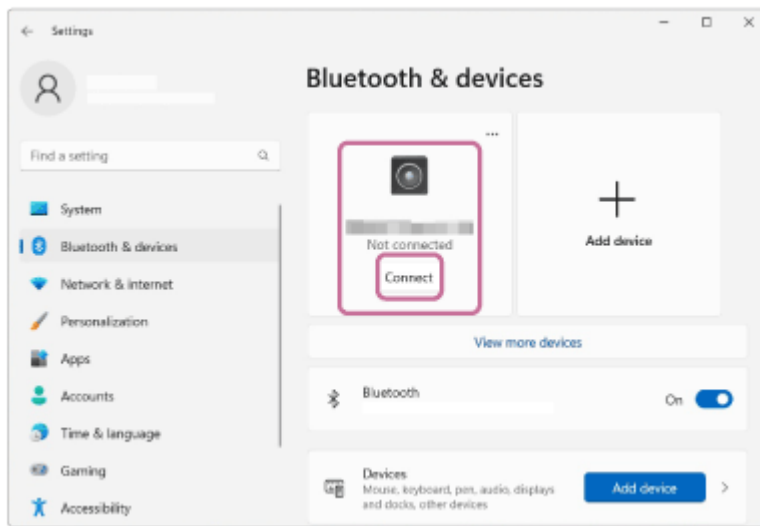 Settings
Bluetooth & devices
Find a setting
System
Bluetooth & devices
Network & internet
Personalization
Apps
Accounts
Time & language
Gaming
Accessibility
Not connected
Connect
Add device
View more devices
Bluetooth
On
Devices
Mouse, keyboard, pen, audio, displays
and docks, other devices
Add device